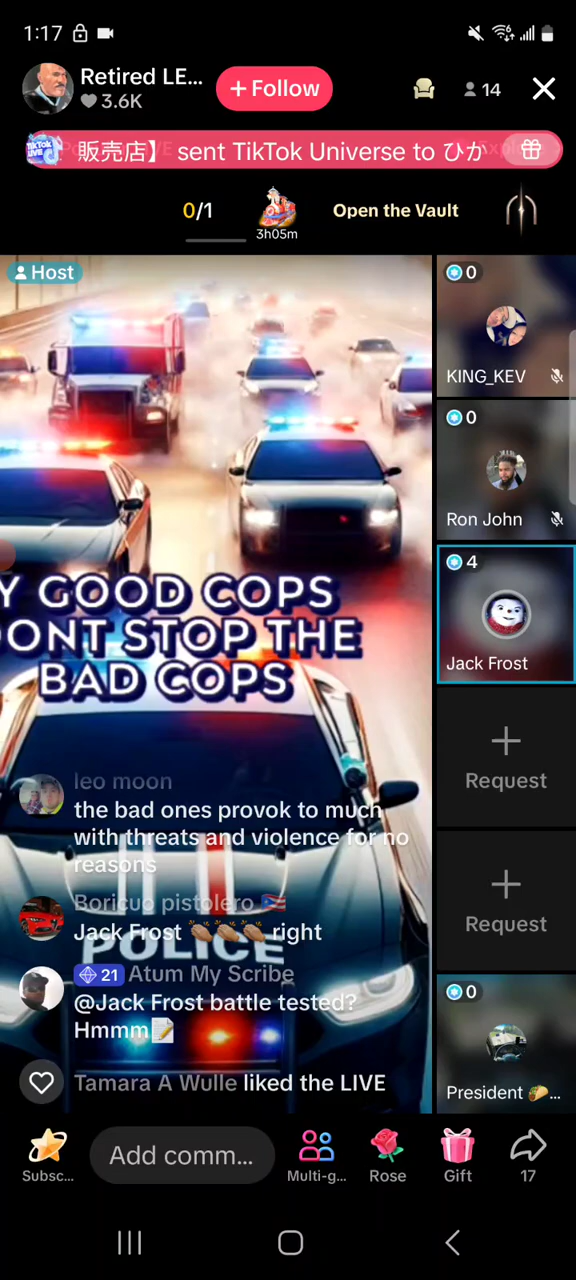 1:17
Retired LE...
3.6K
+ Follow
14
販売店】 sent TikTok Universe to ひか
0/1
3h05m
Open the Vault
Host
0
KING_KEV
0
Ron John
4
Jack Frost
Y GOOD COPS
ONT STOP THE
BAD COPS
POLICE
+
Request
+
Request
0
President 🌮...
leo moon
the bad ones provok to much
with threats and violence for no
reasons
Boricuo pistolero 🇵🇷
Jack Frost 👏🏽👏🏽👏🏽 right
21 Atum My Scribe
@Jack Frost battle tested?
Hmmm📝
Tamara A Wulle liked the LIVE
Subsc...
Add comm...
Multi-g...
Rose
Gift
17